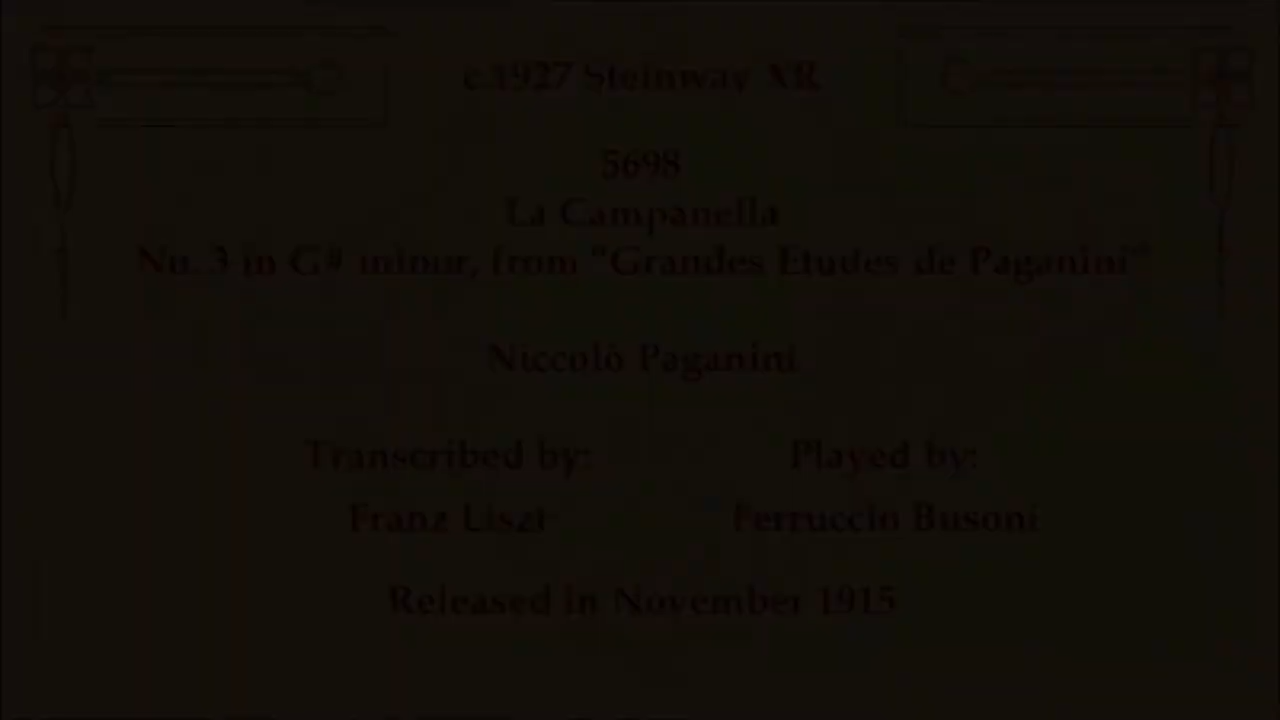 c.1927 Steinway XR
5698
La Campanella
No. 3 in G# minor, from "Grandes Etudes de Paganini"
Niccolò Paganini
Transcribed by:
Played by:
Franz Liszt
Ferruccio Busoni
Released in November 1915